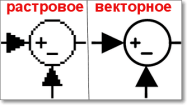 растровое векторное
+ +
− −